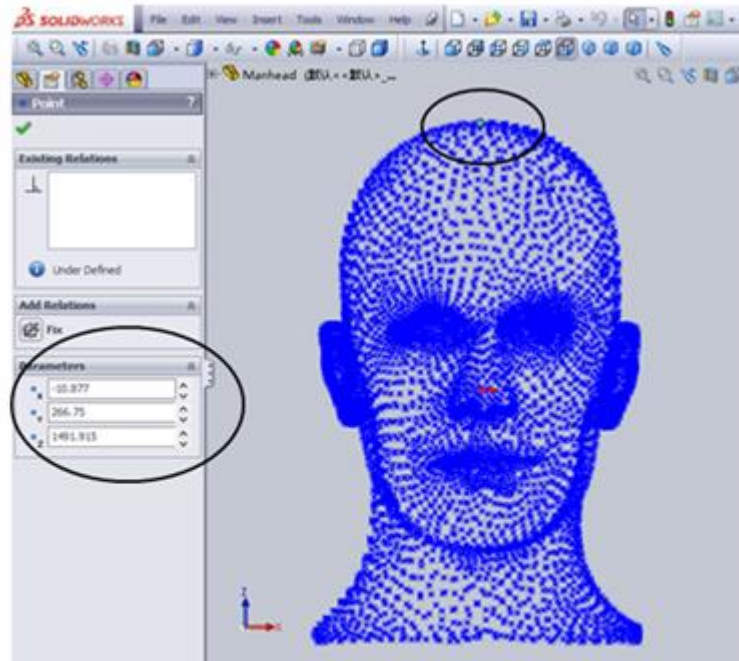 SOLIDWORKS File Edit View Insert Tools Window Help
Manhead
Point ?
Existing Relations
Under Defined
Add Relations
Fix
Parameters
x -10.877
Y 266.75
Z 1491.915
Z
x